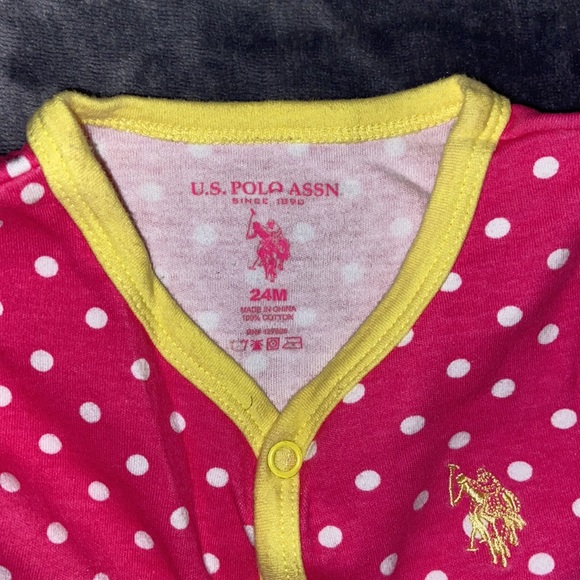 U.S. POLO ASSN
SINCE 1890
24M
MADE IN CHINA
100% COTTON